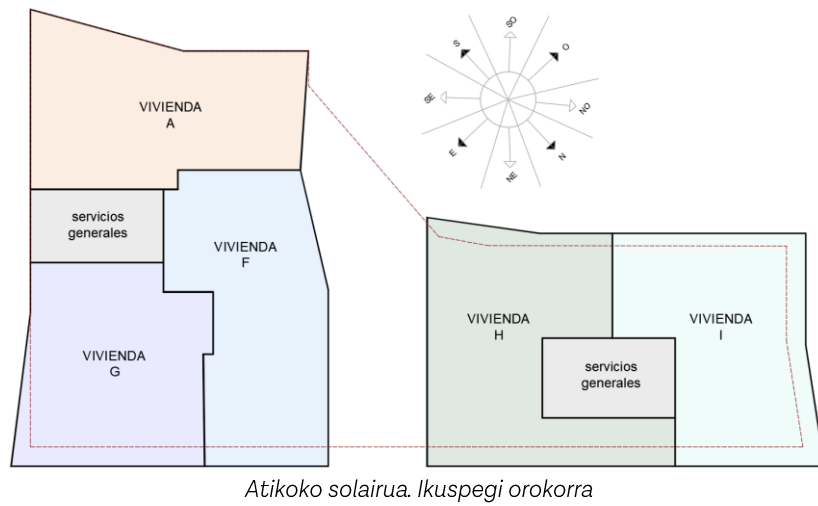 VIVIENDA
A
servicios
generales
VIVIENDA
F
VIVIENDA
G
S
SO
O
SE
NO
E
NE
N
VIVIENDA
H
VIVIENDA
I
servicios
generales
Atikoko solairua. Ikuspegi orokorra